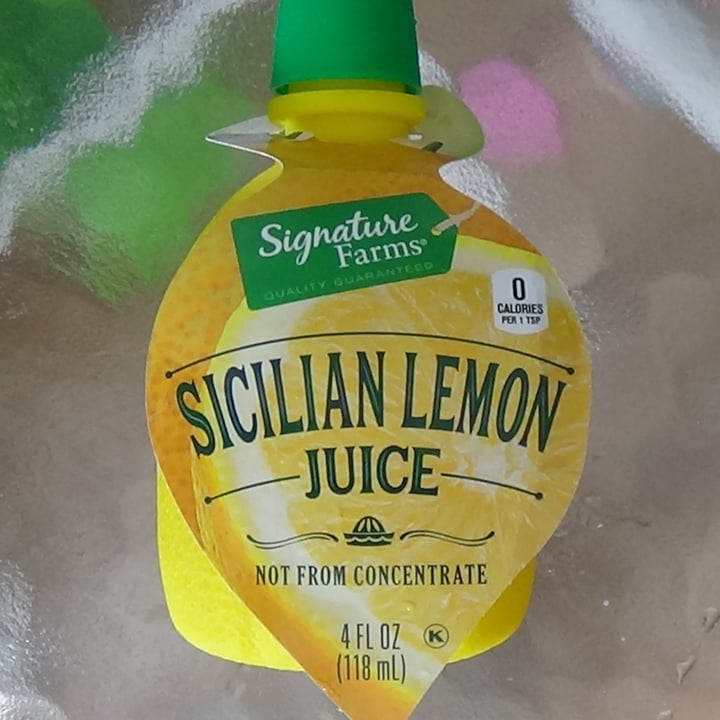 Signature
Farms®
QUALITY GUARANTEED
0
CALORIES
PER 1 TSP
SICILIAN LEMON
JUICE
NOT FROM CONCENTRATE
4 FL OZ
(118 mL)
K